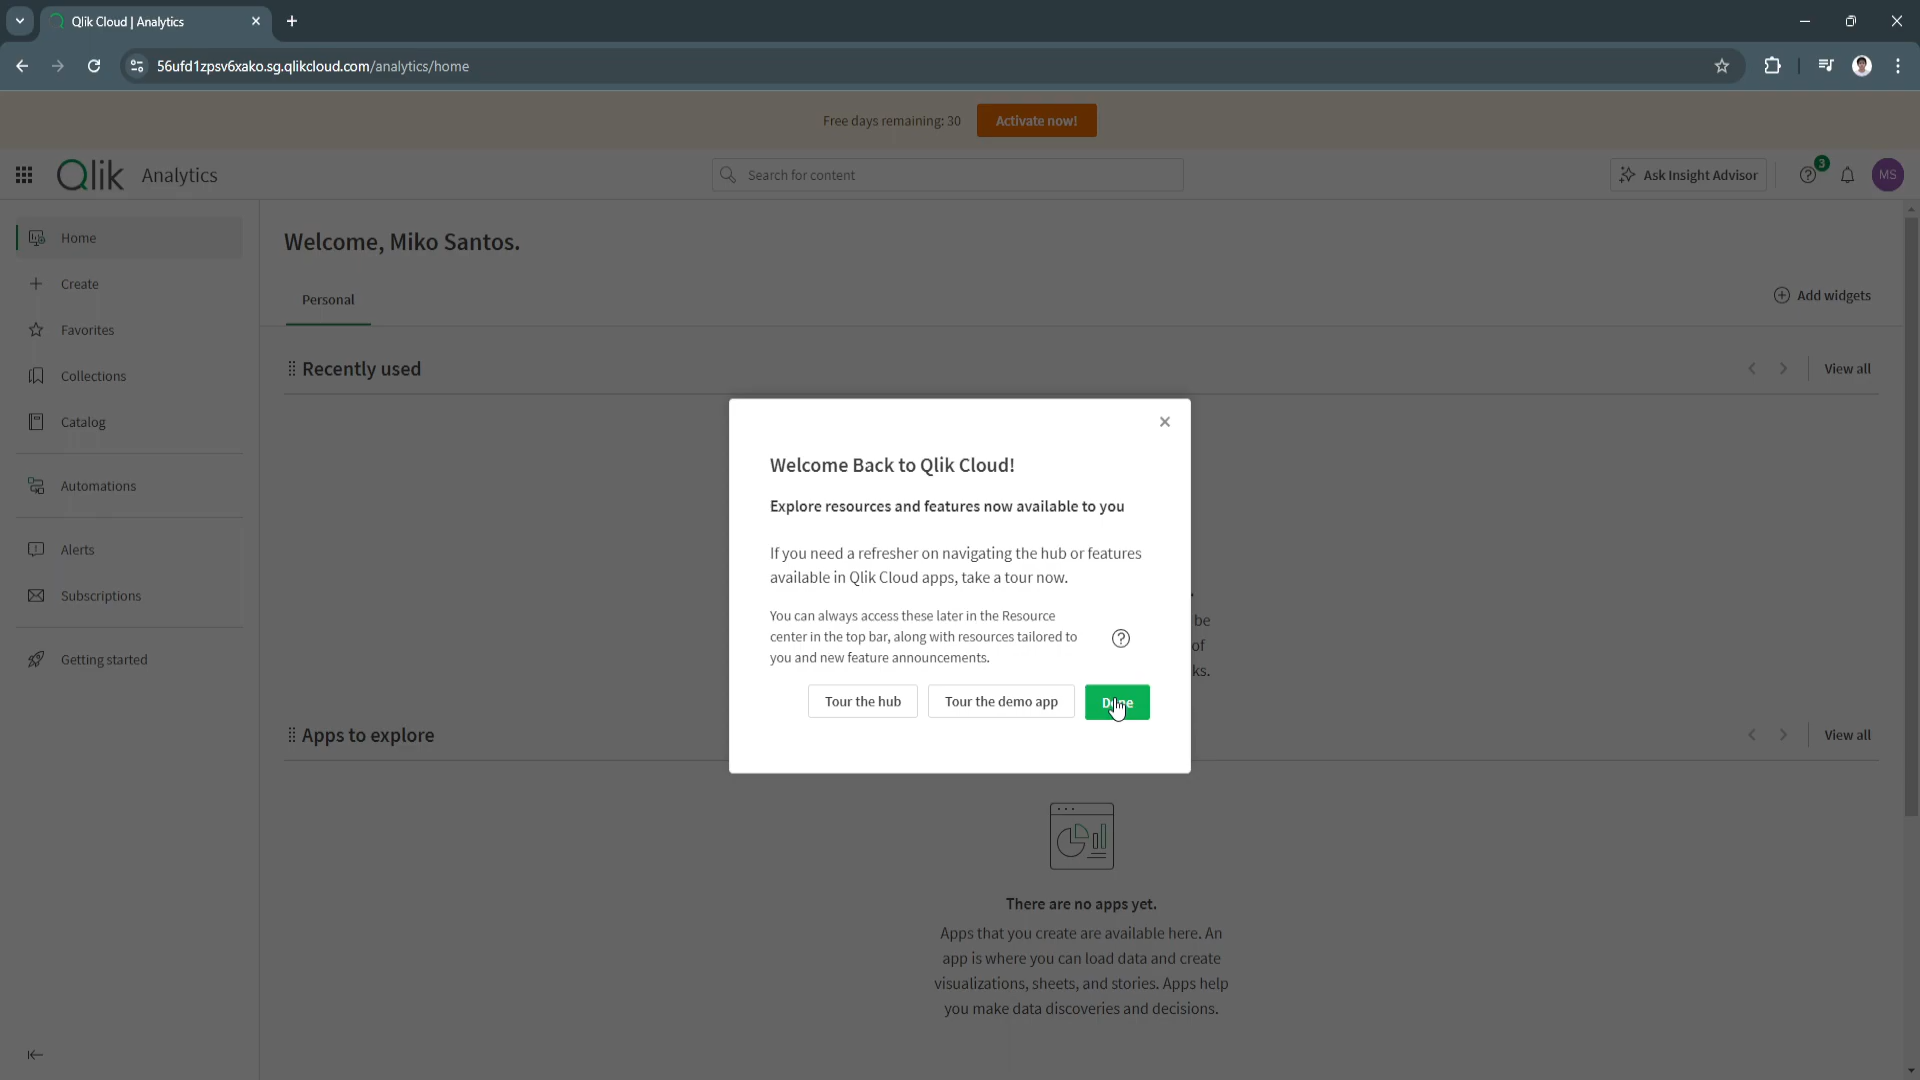 Qlik Cloud | Analytics
56ufd1zpsv6xako.sg.qlikcloud.com/analytics/home
Free days remaining: 30
Activate now!
Qlik
Analytics
Search for content
Ask Insight Advisor
3
MS
Home
Create
Favorites
Collections
Catalog
Automations
Alerts
Subscriptions
Getting started
Welcome, Miko Santos.
Personal
Add widgets
Recently used
View all
Welcome Back to Qlik Cloud!
Explore resources and features now available to you
If you need a refresher on navigating the hub or features
available in Qlik Cloud apps, take a tour now.
You can always access these later in the Resource
center in the top bar, along with resources tailored to
you and new feature announcements.
Tour the hub
Tour the demo app
be
of
ks.
Apps to explore
View all
There are no apps yet.
Apps that you create are available here. An
app is where you can load data and create
visualizations, sheets, and stories. Apps help
you make data discoveries and decisions.